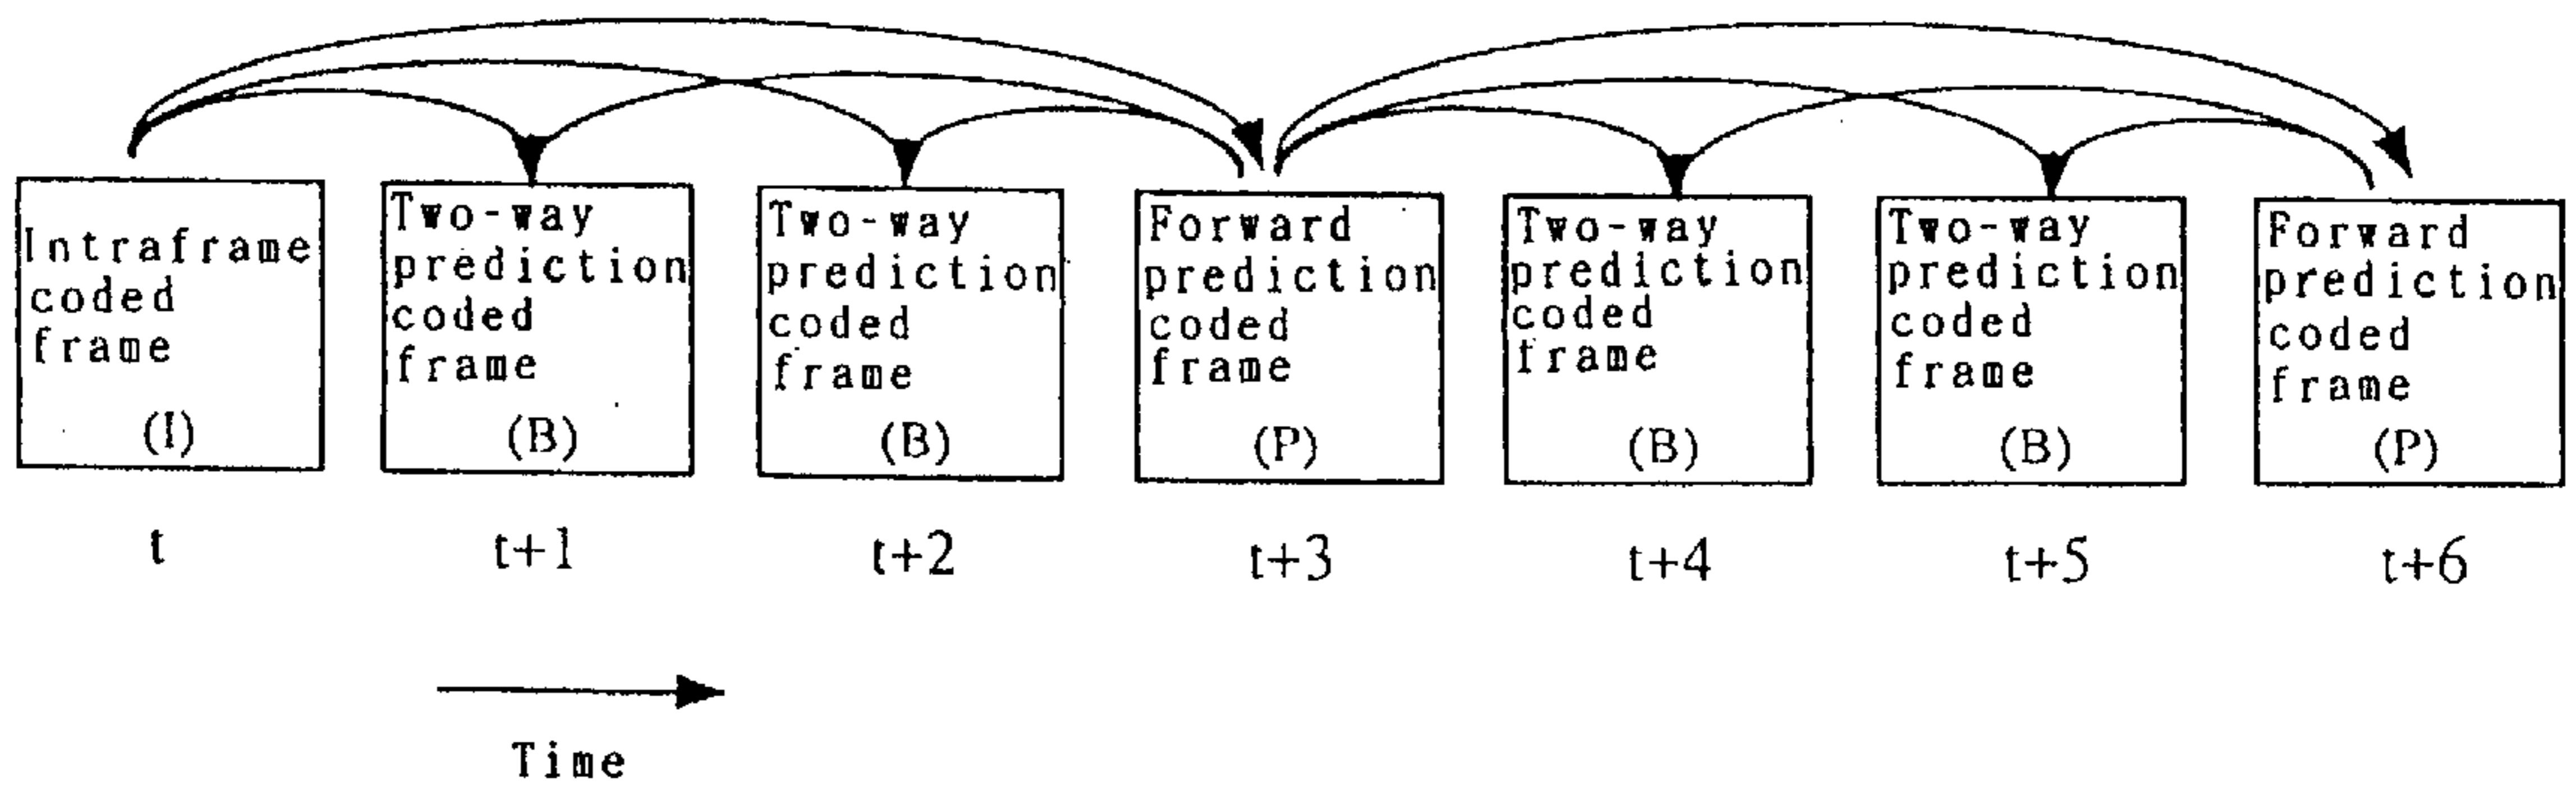 Intraframe
coded
frame
(I)
Two-way
prediction
coded
frame
(B)
Two-way
prediction
coded
frame
(B)
Forward
prediction
coded
frame
(P)
Two-way
prediction
coded
frame
(B)
Two-way
prediction
coded
frame
(B)
Forward
prediction
coded
frame
(P)
t
t+1
t+2
t+3
t+4
t+5
t+6
Time